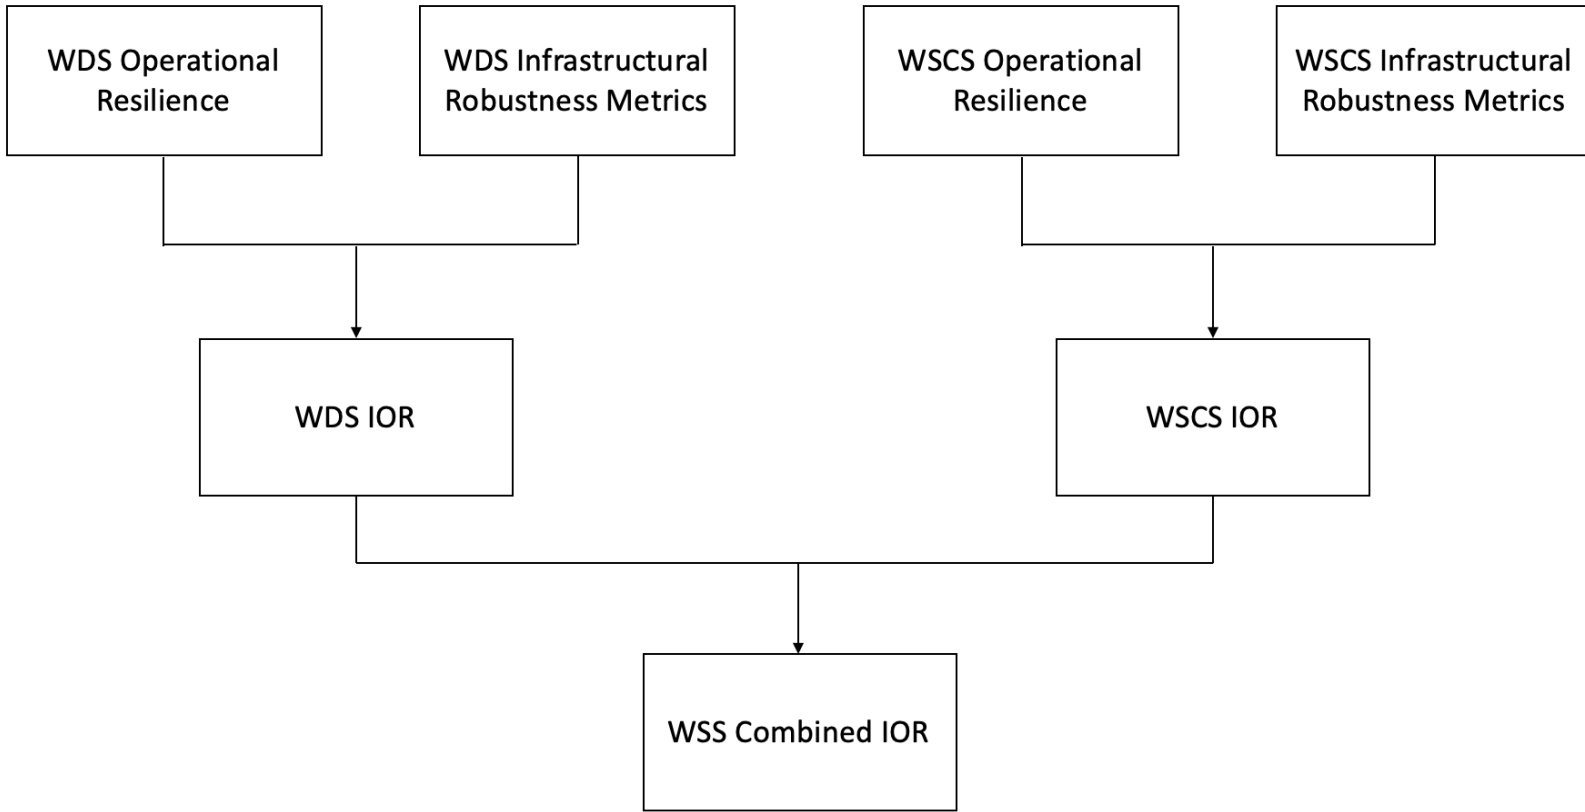 WDS Operational
Resilience
WDS Infrastructural
Robustness Metrics
WSCS Operational
Resilience
WSCS Infrastructural
Robustness Metrics
WDS IOR
WSCS IOR
WSS Combined IOR